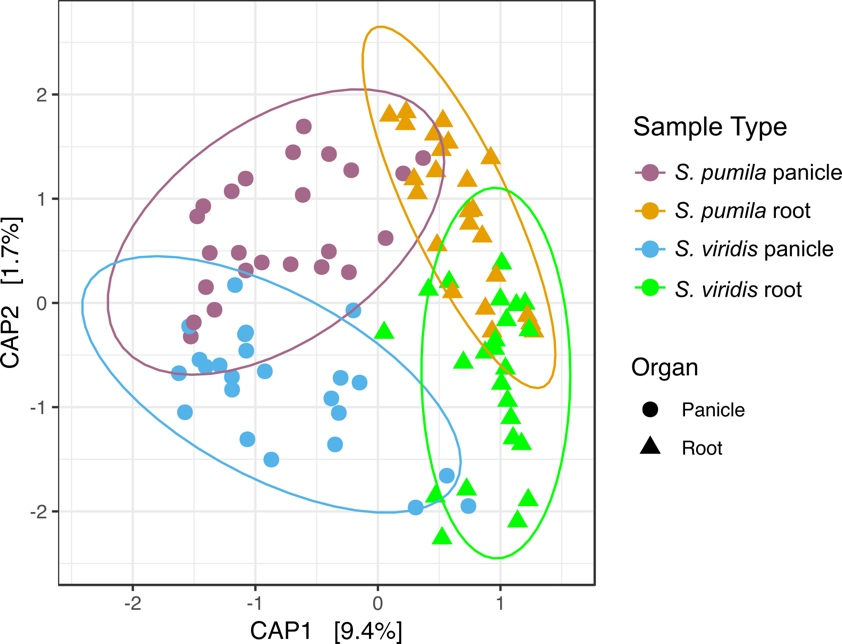 2
1
0
-1
-2
CAP2 [1.7%]
-2 -1 0 1
CAP1 [9.4%]
Sample Type
S. pumila panicle
S. pumila root
S. viridis panicle
S. viridis root
Organ
Panicle
Root